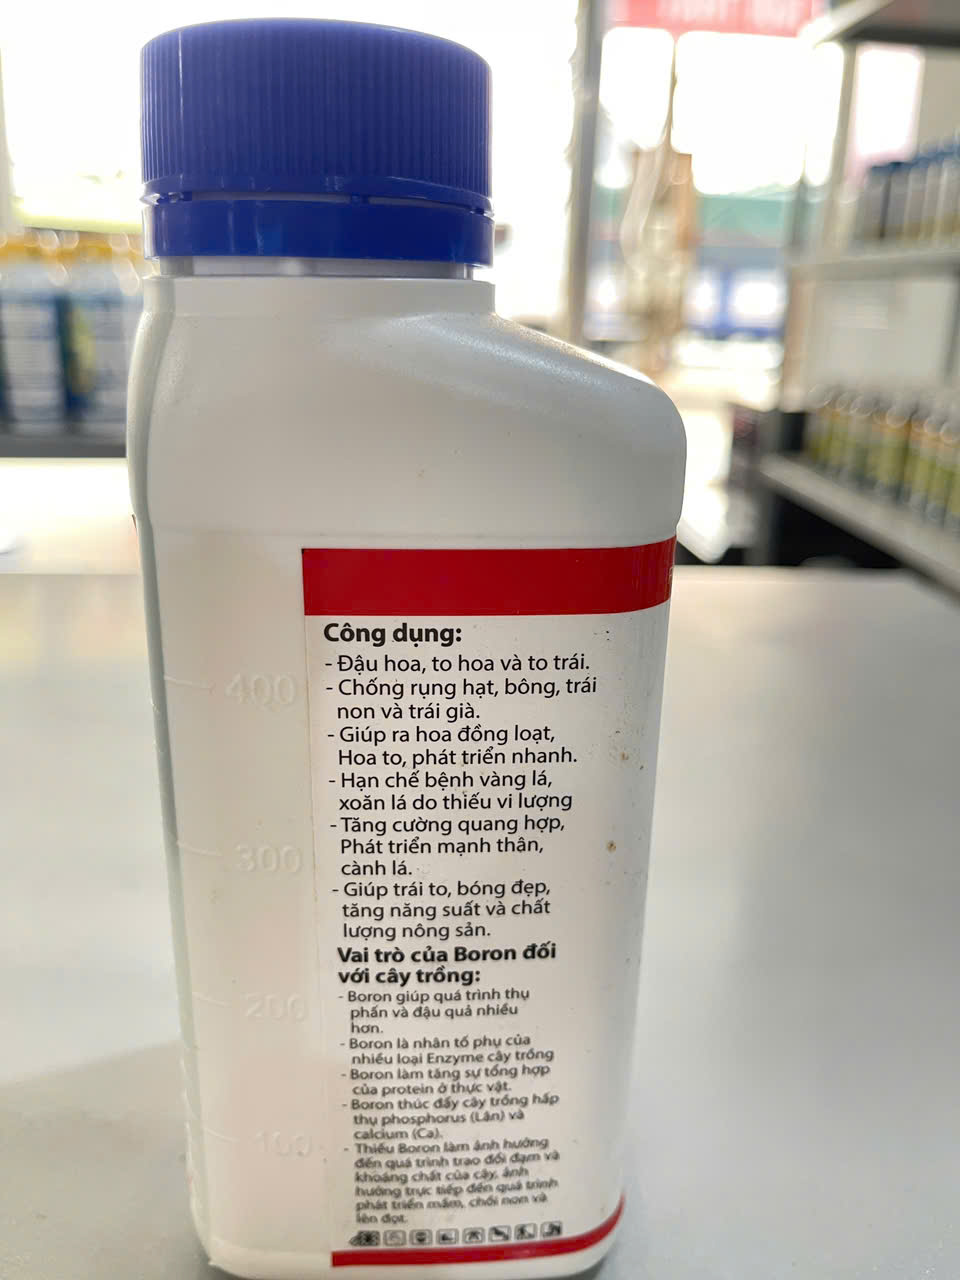 Công dụng:
- Đậu hoa, to hoa và to trái.
- Chống rụng hạt, bông, trái
non và trái già.
- Giúp ra hoa đồng loạt,
Hoa to, phát triển nhanh.
- Hạn chế bệnh vàng lá,
xoăn lá do thiếu vi lượng
- Tăng cường quang hợp,
Phát triển mạnh thân,
cành lá.
- Giúp trái to, bóng đẹp,
tăng năng suất và chất
lượng nông sản.
Vai trò của Boron đối
với cây trồng:
- Boron giúp quá trình thụ
phấn và đậu quả nhiều
hơn.
- Boron là nhân tố phụ của
nhiều loại Enzyme cây trồng
- Boron làm tăng sự tổng hợp
của protein ở thực vật.
- Boron thúc đẩy cây trồng hấp
thụ phosphorus (Lân) và
calcium (Ca).
- Thiếu Boron làm ảnh hưởng
đến quá trình trao đổi đạm và
khoáng chất của cây, ảnh
hưởng trực tiếp đến quá trình
phát triển mầm, chồi non và
lên đọt.
400
300
200
100